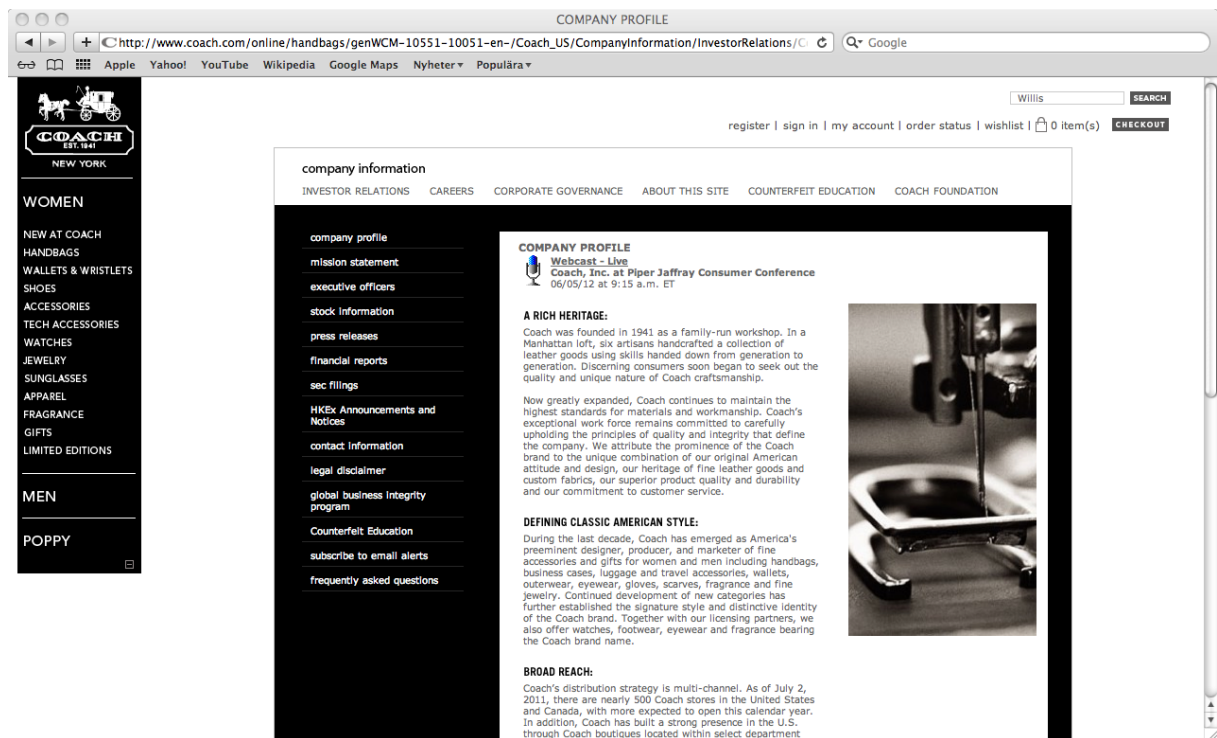 COMPANY PROFILE
http://www.coach.com/online/handbags/genWCM-10551-10051-en-/Coach_US/CompanyInformation/InvestorRelations/
Google
Apple Yahoo! YouTube Wikipedia Google Maps Nyheter Populära
COACH
EST. 1941
NEW YORK
WOMEN
NEW AT COACH
HANDBAGS
WALLETS & WRISTLETS
SHOES
ACCESSORIES
TECH ACCESSORIES
WATCHES
JEWELRY
SUNGLASSES
APPAREL
FRAGRANCE
GIFTS
LIMITED EDITIONS
MEN
POPPY
Willis SEARCH
register | sign in | my account | order status | wishlist | 0 item(s) CHECKOUT
company information
INVESTOR RELATIONS CAREERS CORPORATE GOVERNANCE ABOUT THIS SITE COUNTERFEIT EDUCATION COACH FOUNDATION
company profile
mission statement
executive officers
stock information
press releases
financial reports
sec filings
HKEx Announcements and
Notices
contact information
legal disclaimer
global business integrity
program
Counterfeit Education
subscribe to email alerts
frequently asked questions
COMPANY PROFILE
Webcast - Live
Coach, Inc. at Piper Jaffray Consumer Conference
06/05/12 at 9:15 a.m. ET
A RICH HERITAGE:
Coach was founded in 1941 as a family-run workshop. In a
Manhattan loft, six artisans handcrafted a collection of
leather goods using skills handed down from generation to
generation. Discerning consumers soon began to seek out the
quality and unique nature of Coach craftsmanship.
Now greatly expanded, Coach continues to maintain the
highest standards for materials and workmanship. Coach's
exceptional work force remains committed to carefully
upholding the principles of quality and integrity that define
the company. We attribute the prominence of the Coach
brand to the unique combination of our original American
attitude and design, our heritage of fine leather goods and
custom fabrics, our superior product quality and durability
and our commitment to customer service.
DEFINING CLASSIC AMERICAN STYLE:
During the last decade, Coach has emerged as America's
preeminent designer, producer, and marketer of fine
accessories and gifts for women and men including handbags,
business cases, luggage and travel accessories, wallets,
outerwear, eyewear, gloves, scarves, fragrance and fine
jewelry. Continued development of new categories has
further established the signature style and distinctive identity
of the Coach brand. Together with our licensing partners, we
also offer watches, footwear, eyewear and fragrance bearing
the Coach brand name.
BROAD REACH:
Coach's distribution strategy is multi-channel. As of July 2,
2011, there are nearly 500 Coach stores in the United States
and Canada, with more expected to open this calendar year.
In addition, Coach has built a strong presence in the U.S.
through Coach boutiques located within select department